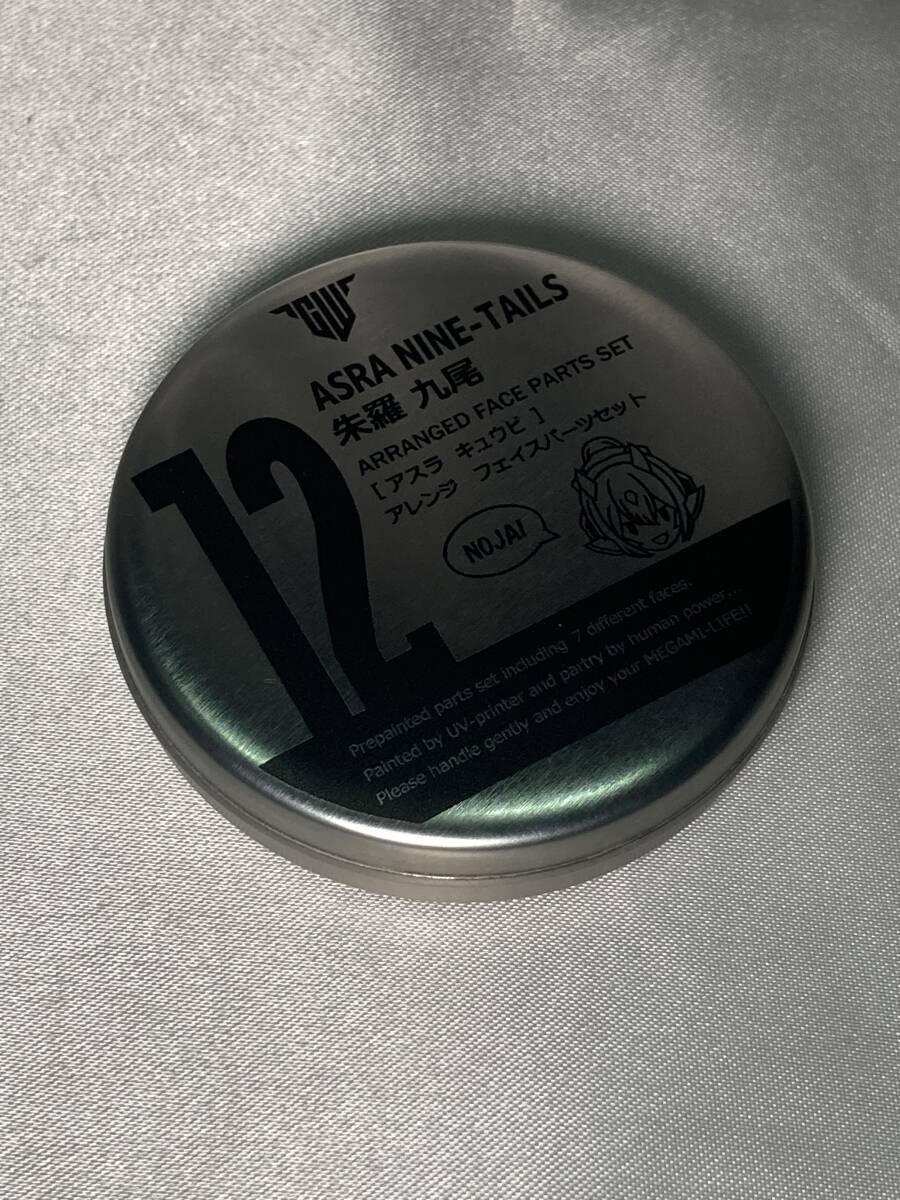 ASRA NINE-TAILS
朱羅 九尾
ARRANGED FACE PARTS SET
[ アスラ キュウビ ]
アレンジ フェイスパーツセット
12
NOJA!
Prepainted parts set including 7 different faces.
Painted by UV-printer and partry by human power...
Please handle gently and enjoy your MEGAMI-LIFE!!